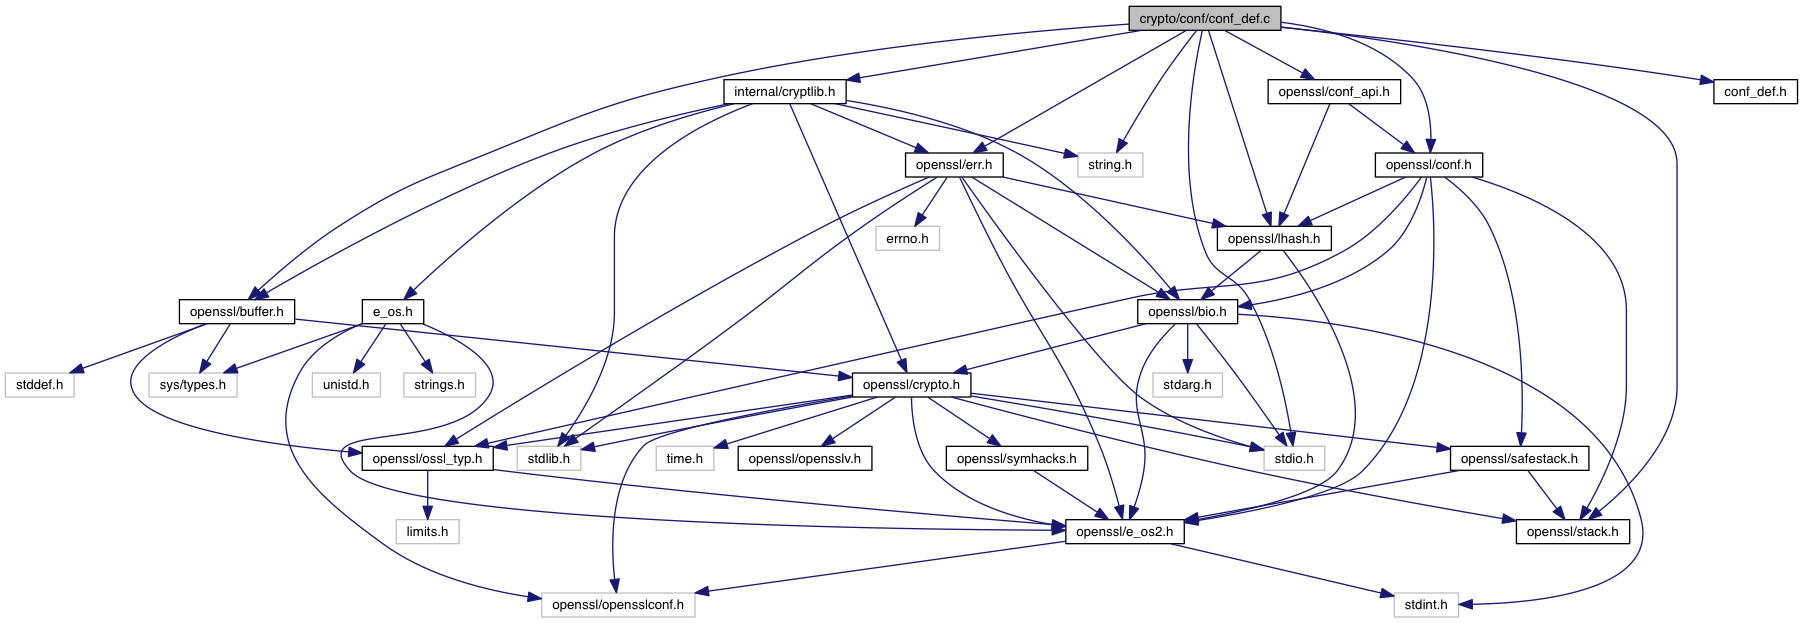 crypto/conf/conf_def.c
internal/cryptlib.h
openssl/conf_api.h
conf_def.h
openssl/err.h
string.h
openssl/conf.h
errno.h
openssl/lhash.h
openssl/buffer.h
e_os.h
openssl/bio.h
stddef.h
sys/types.h
unistd.h
strings.h
openssl/crypto.h
stdarg.h
openssl/ossl_typ.h
stdlib.h
time.h
openssl/opensslv.h
openssl/symhacks.h
stdio.h
openssl/safestack.h
limits.h
openssl/e_os2.h
openssl/stack.h
openssl/opensslconf.h
stdint.h